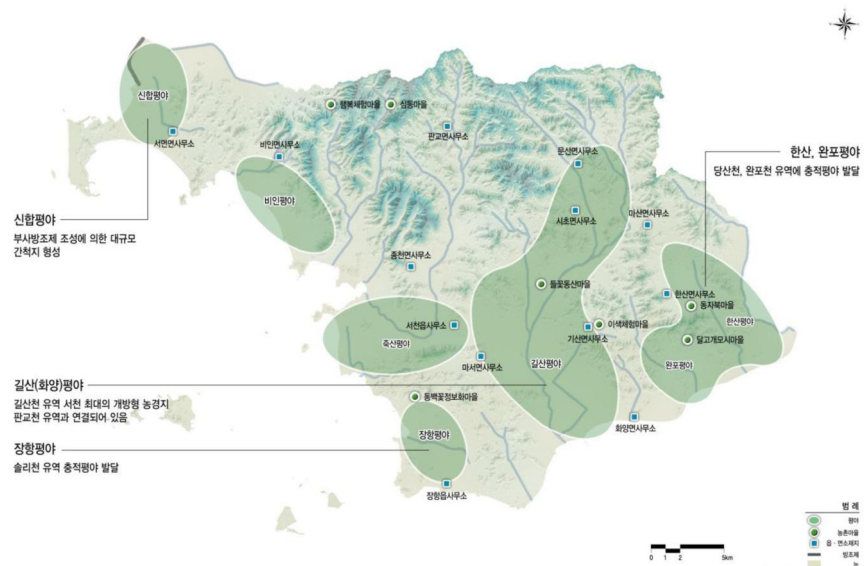 신합평야
서면면사무소
비인면사무소
비인평야
행복체험마을
심동마을
판교면사무소
문산면사무소
시초면사무소
마산면사무소
한산, 완포평야
당산천, 완포천 유역에 충적평야 발달
신합평야
부사방조제 조성에 의한 대규모
간척지 형성
종천면사무소
들꽃동산마을
한산면사무소
동자북마을
한산평야
서천읍사무소
축산평야
기산면사무소
이색체험마을
달고개모시마을
완포평야
마서면사무소
길산평야
길산(화양)평야
길산천 유역 서천 최대의 개방형 농경지
판교천 유역과 연결되어 있음
동백꽃정보화마을
화양면사무소
장항평야
장항평야
솔리천 유역 충적평야 발달
장항읍사무소
범 례
평야
농촌마을
읍 · 면소재지
방조제
논
0 1 2 5km